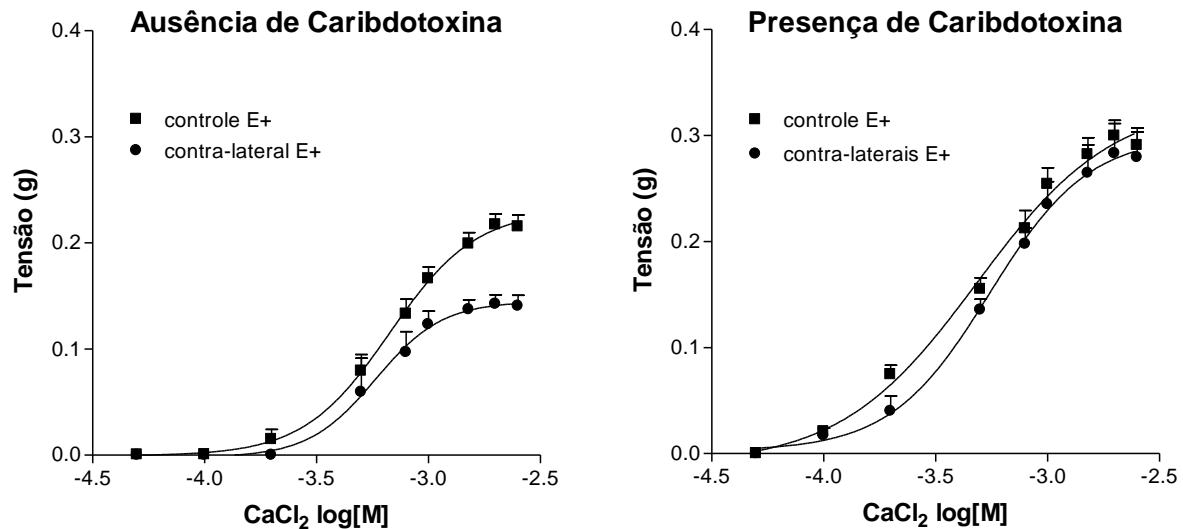 Ausência de Caribdotoxina
0.4
0.3
0.2
0.1
0.0
Tensão (g)
controle E+
contra-lateral E+
-4.5 -4.0 -3.5 -3.0 -2.5
CaCl₂ log[M]
Presença de Caribdotoxina
0.4
0.3
0.2
0.1
0.0
Tensão (g)
controle E+
contra-laterais E+
-4.5 -4.0 -3.5 -3.0 -2.5
CaCl₂ log[M]